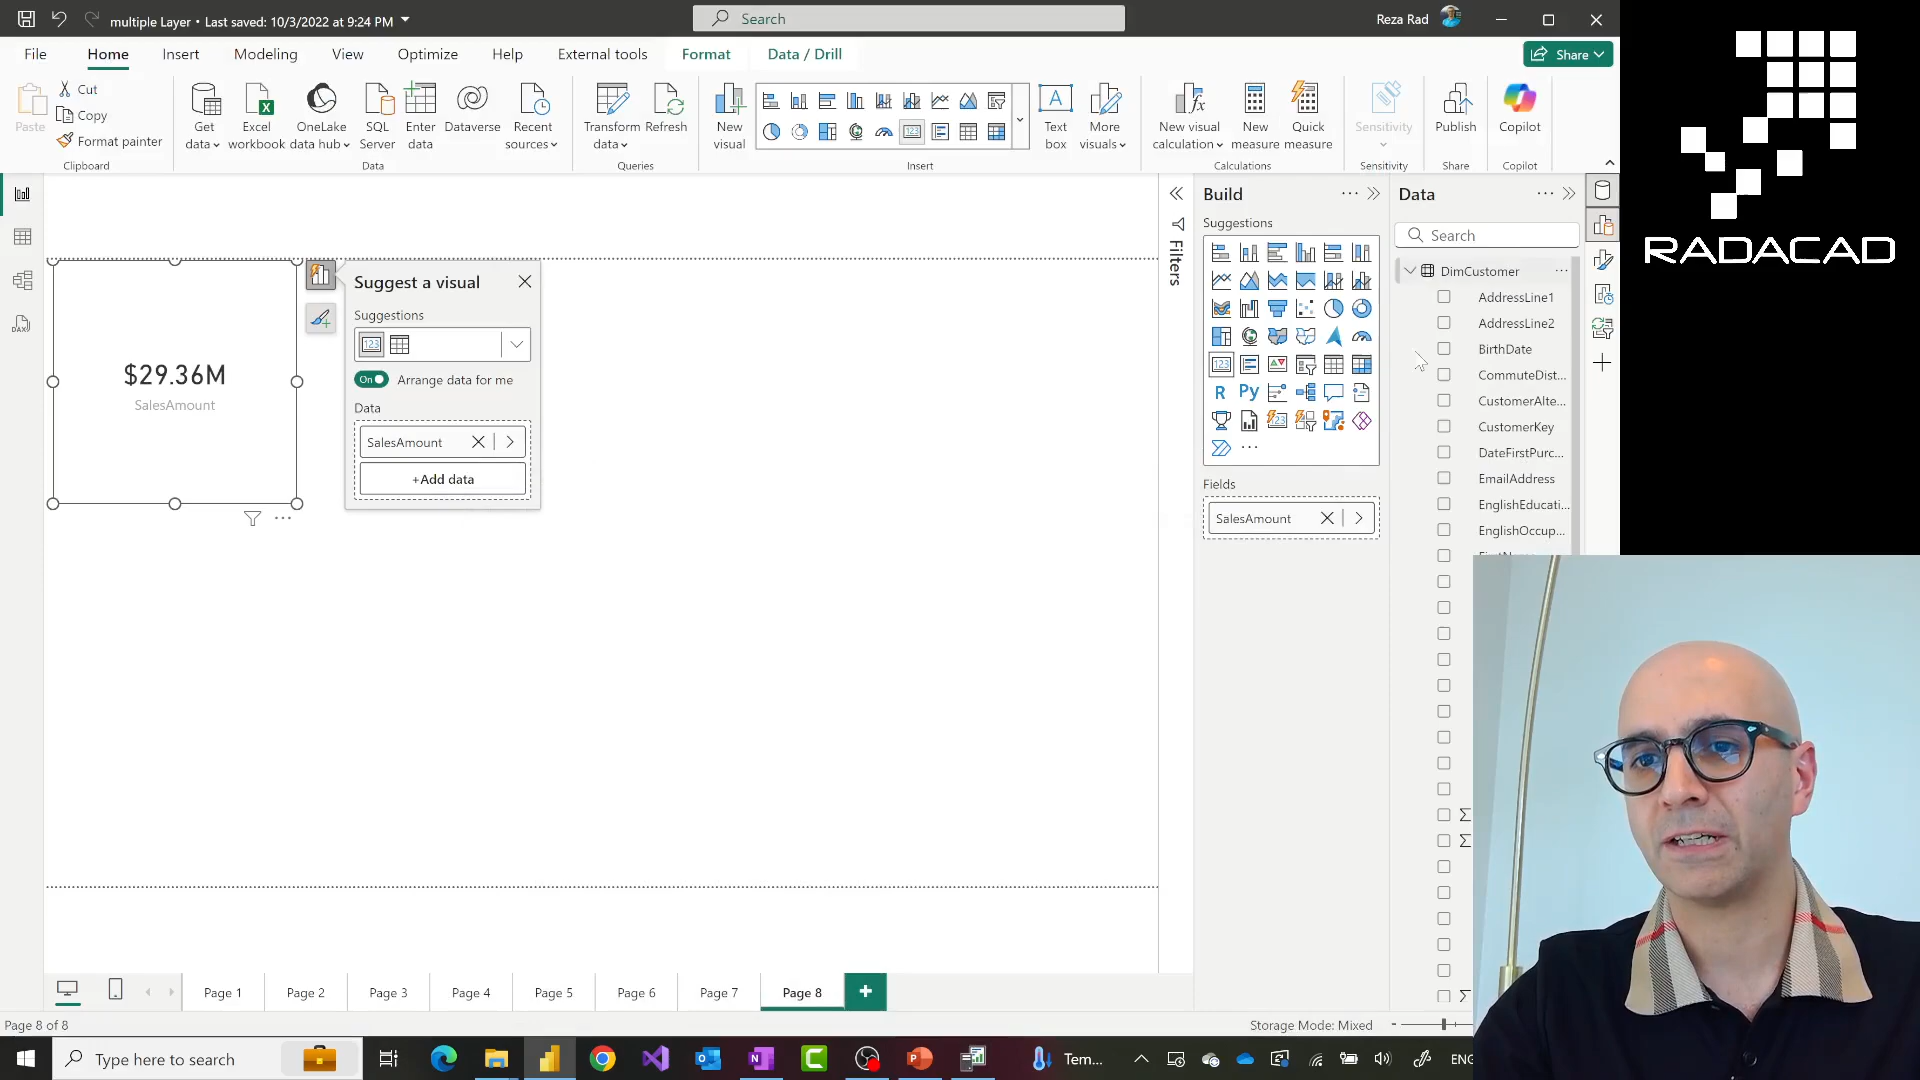 multiple Layer • Last saved: 10/3/2022 at 9:24 PM
Search
Reza Rad
File
Home
Insert
Modeling
View
Optimize
Help
External tools
Format
Data / Drill
Share
Paste
Cut
Copy
Format painter
Clipboard
Get data
Excel workbook
OneLake data hub
SQL Server
Enter data
Dataverse
Recent sources
Data
Transform data
Refresh
Queries
New visual
Text box
More visuals
Insert
New visual calculation
New measure
Quick measure
Calculations
Sensitivity
Sensitivity
Publish
Share
Copilot
Copilot
RADACAD
DAX
Suggest a visual
Suggestions
123
On
Arrange data for me
Data
SalesAmount
+Add data
$29.36M
SalesAmount
Filters
Build
Suggestions
123
R
Py
123
Fields
SalesAmount
Data
Search
DimCustomer
AddressLine1
AddressLine2
BirthDate
CommuteDist...
CustomerAlte...
CustomerKey
DateFirstPurc...
EmailAddress
EnglishEducati...
EnglishOccup...
Page 1
Page 2
Page 3
Page 4
Page 5
Page 6
Page 7
Page 8
Page 8 of 8
Storage Mode: Mixed
Type here to search
Tem...
ENG